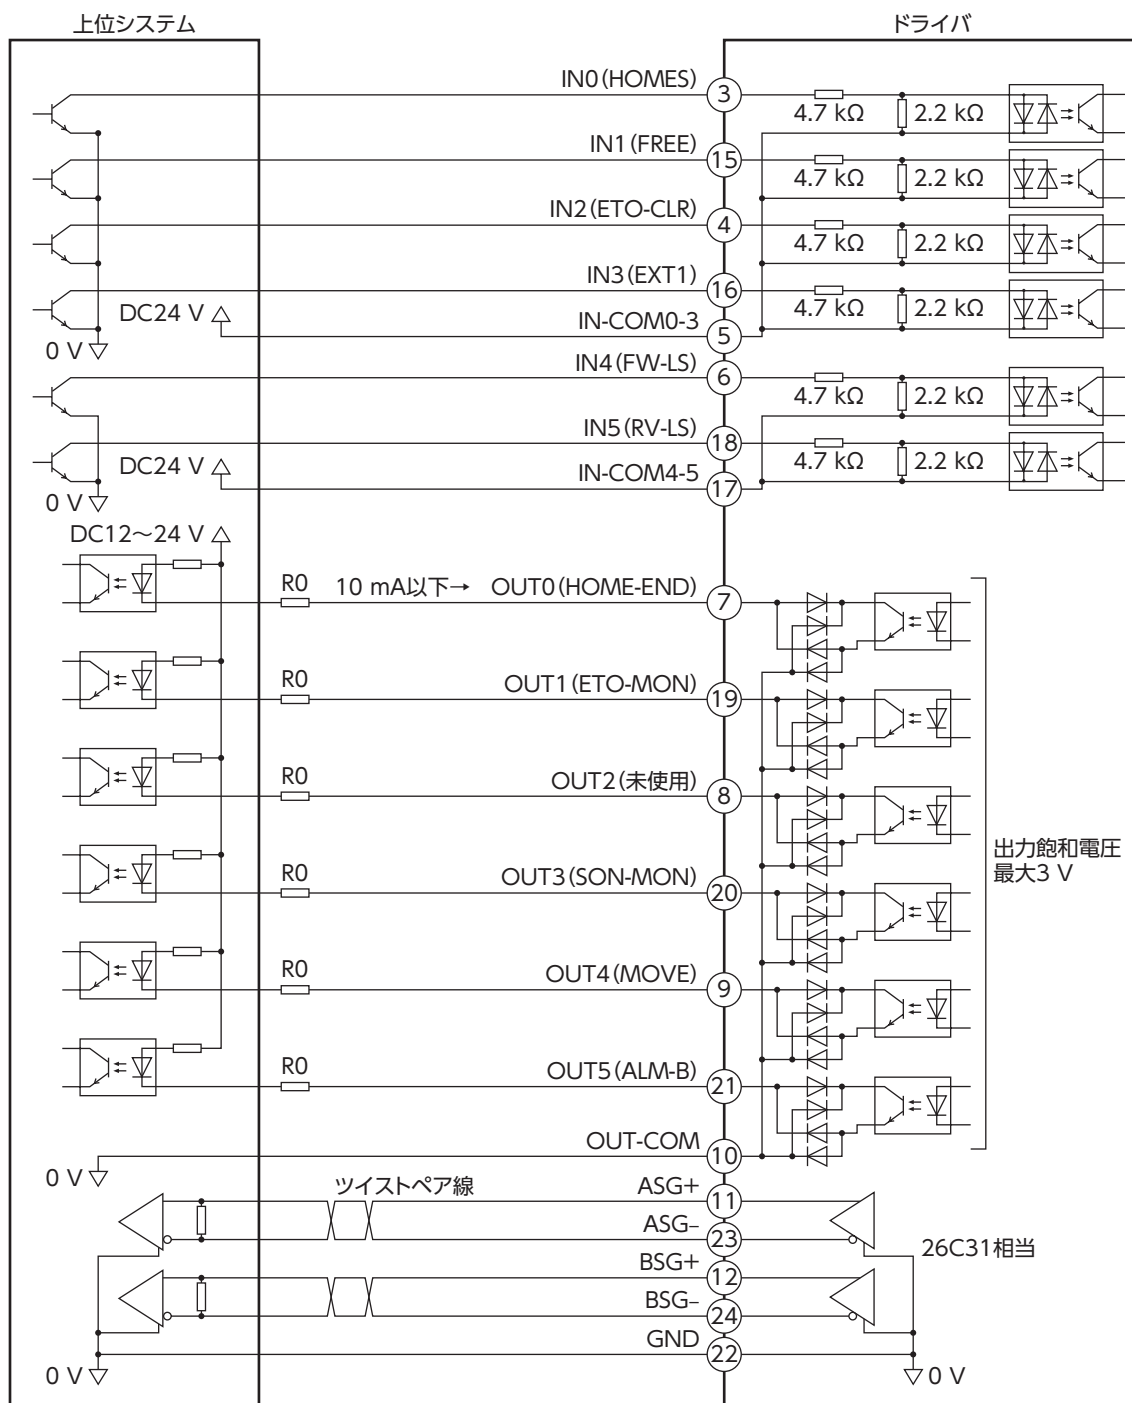 上位システム
ドライバ
IN0(HOMES)
3
4.7 kΩ
2.2 kΩ
IN1(FREE)
15
4.7 kΩ
2.2 kΩ
IN2(ETO-CLR)
4
4.7 kΩ
2.2 kΩ
IN3(EXT1)
16
4.7 kΩ
2.2 kΩ
DC24 V
IN-COM0-3
5
0 V
IN4(FW-LS)
6
4.7 kΩ
2.2 kΩ
IN5(RV-LS)
18
4.7 kΩ
2.2 kΩ
DC24 V
IN-COM4-5
17
0 V
DC12～24 V
R0
10 mA以下→
OUT0(HOME-END)
7
R0
OUT1(ETO-MON)
19
R0
OUT2(未使用)
8
出力飽和電圧
最大3 V
R0
OUT3(SON-MON)
20
R0
OUT4(MOVE)
9
R0
OUT5(ALM-B)
21
OUT-COM
10
0 V
ツイストペア線
ASG+
11
ASG−
23
26C31相当
BSG+
12
BSG−
24
GND
22
0 V
0 V